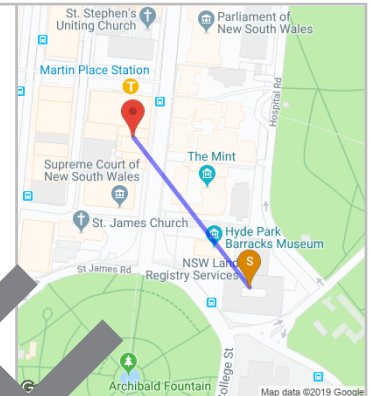 St. Stephen's
Uniting Church
Parliament of
New South Wales
Martin Place Station
T
Hospital Rd
Supreme Court of
New South Wales
The Mint
St. James Church
Hyde Park
Barracks Museum
S
NSW Land
Registry Services
St James Rd
College St
Archibald Fountain
G
Map data ©2019 Google